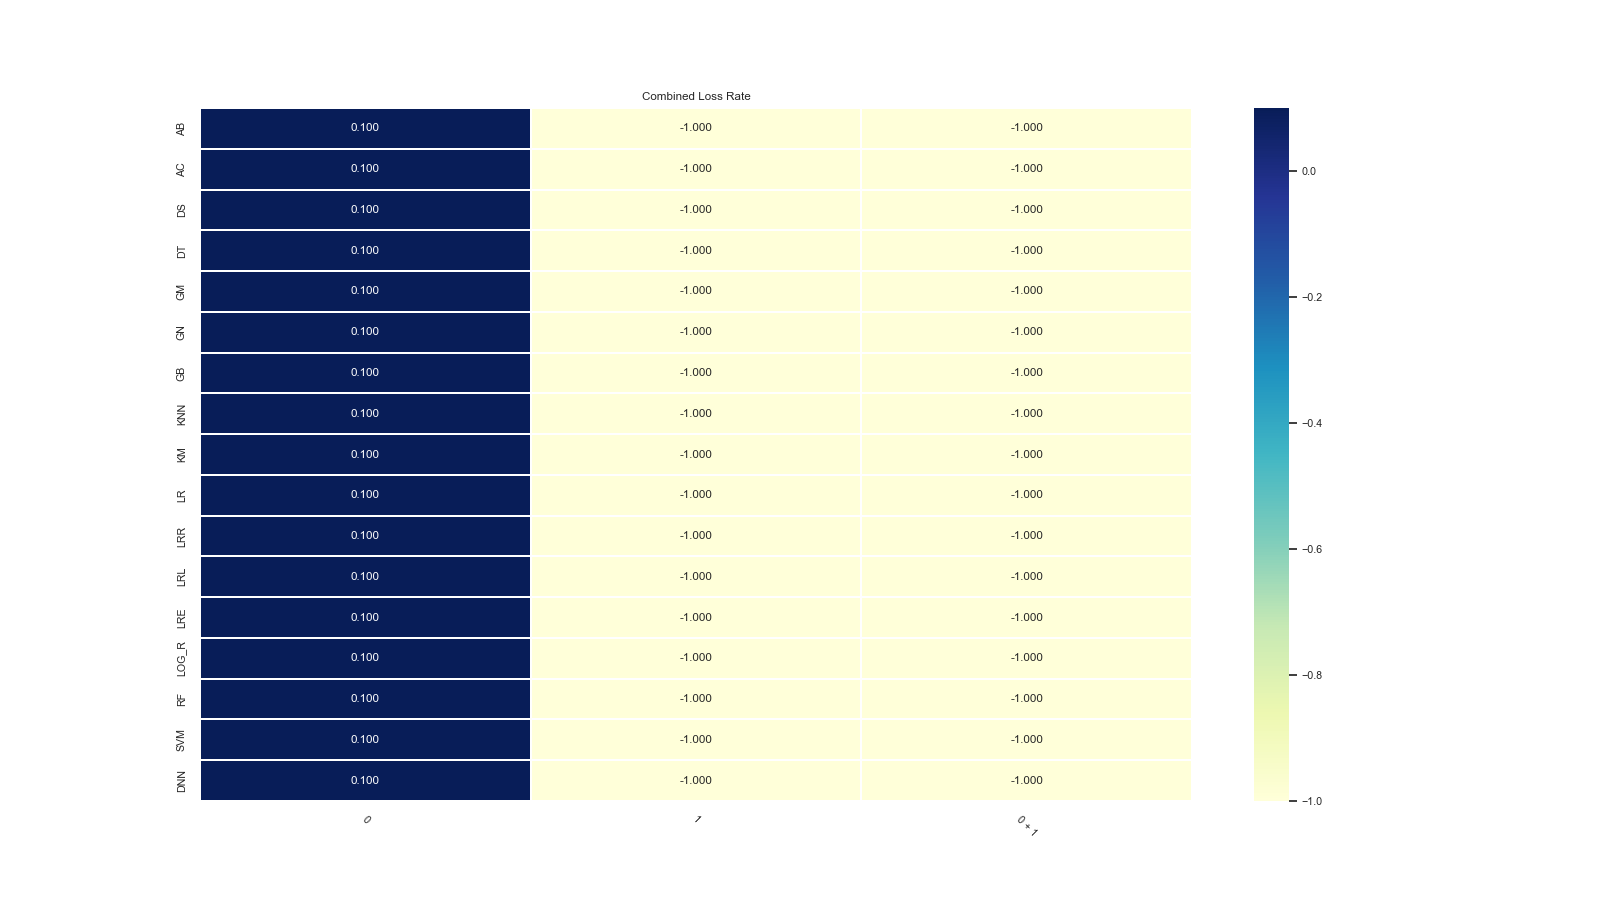 Combined Loss Rate
AB 0.100 -1.000 -1.000
AC 0.100 -1.000 -1.000
DS 0.100 -1.000 -1.000
DT 0.100 -1.000 -1.000
GM 0.100 -1.000 -1.000
GN 0.100 -1.000 -1.000
GB 0.100 -1.000 -1.000
KNN 0.100 -1.000 -1.000
KM 0.100 -1.000 -1.000
LR 0.100 -1.000 -1.000
LRR 0.100 -1.000 -1.000
LRL 0.100 -1.000 -1.000
LRE 0.100 -1.000 -1.000
LOG_R 0.100 -1.000 -1.000
RF 0.100 -1.000 -1.000
SVM 0.100 -1.000 -1.000
DNN 0.100 -1.000 -1.000
0 1 0 + 1
0.0
−0.2
−0.4
−0.6
−0.8
−1.0